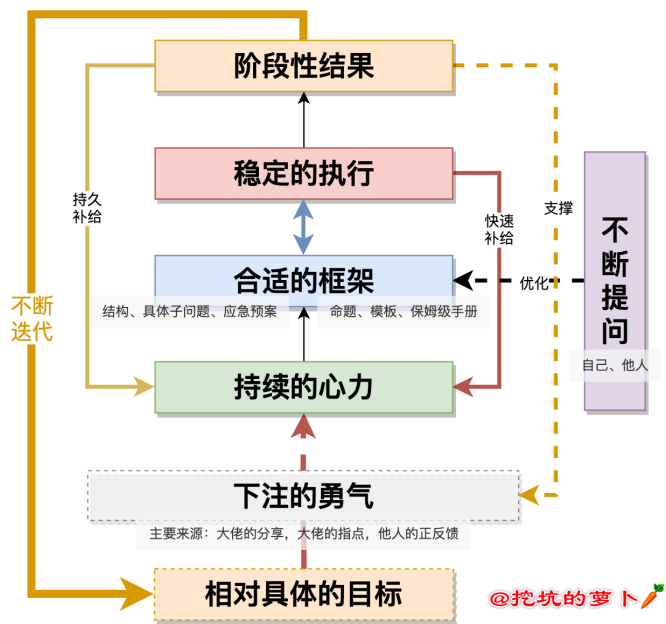 阶段性结果
稳定的执行
持久
补给
快速
补给
支撑
不断提问
合适的框架
优化
结构、具体子问题、应急预案
命题、模板、保姆级手册
不断
迭代
自己、他人
持续的心力
下注的勇气
主要来源：大佬的分享，大佬的指点，他人的正反馈
相对具体的目标
@挖坑的萝卜